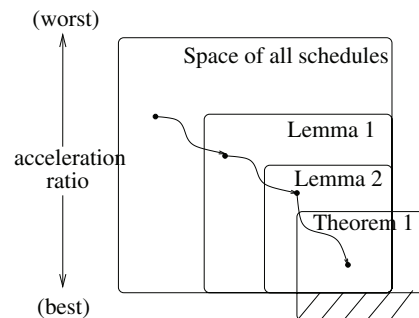 (worst)
Space of all schedules
Lemma 1
acceleration
ratio
Lemma 2
Theorem 1
(best)